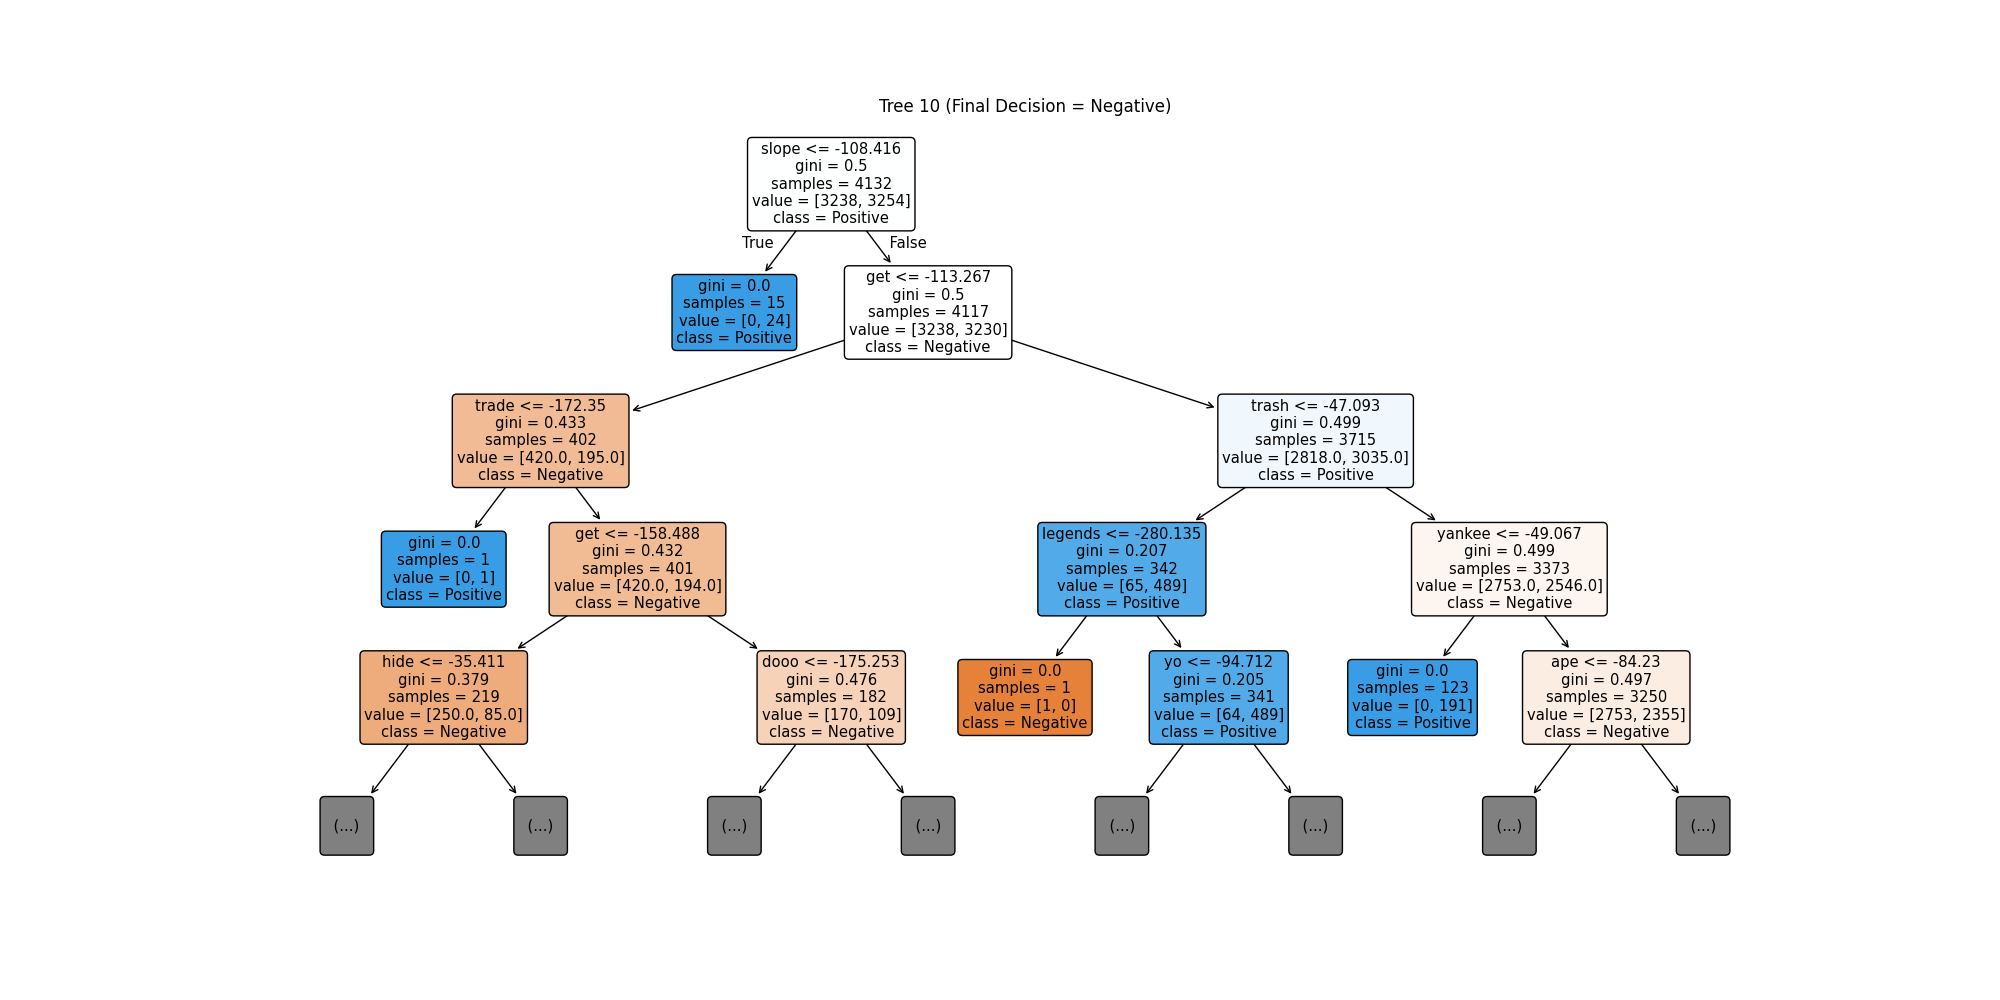 Tree 10 (Final Decision = Negative)
slope <= -108.416
gini = 0.5
samples = 4132
value = [3238, 3254]
class = Positive
True
False
gini = 0.0
samples = 15
value = [0, 24]
class = Positive
get <= -113.267
gini = 0.5
samples = 4117
value = [3238, 3230]
class = Negative
trade <= -172.35
gini = 0.433
samples = 402
value = [420.0, 195.0]
class = Negative
trash <= -47.093
gini = 0.499
samples = 3715
value = [2818.0, 3035.0]
class = Positive
gini = 0.0
samples = 1
value = [0, 1]
class = Positive
get <= -158.488
gini = 0.432
samples = 401
value = [420.0, 194.0]
class = Negative
legends <= -280.135
gini = 0.207
samples = 342
value = [65, 489]
class = Positive
yankee <= -49.067
gini = 0.499
samples = 3373
value = [2753.0, 2546.0]
class = Negative
hide <= -35.411
gini = 0.379
samples = 219
value = [250.0, 85.0]
class = Negative
dooo <= -175.253
gini = 0.476
samples = 182
value = [170, 109]
class = Negative
gini = 0.0
samples = 1
value = [1, 0]
class = Negative
yo <= -94.712
gini = 0.205
samples = 341
value = [64, 489]
class = Positive
gini = 0.0
samples = 123
value = [0, 191]
class = Positive
ape <= -84.23
gini = 0.497
samples = 3250
value = [2753, 2355]
class = Negative
(...)
(...)
(...)
(...)
(...)
(...)
(...)
(...)